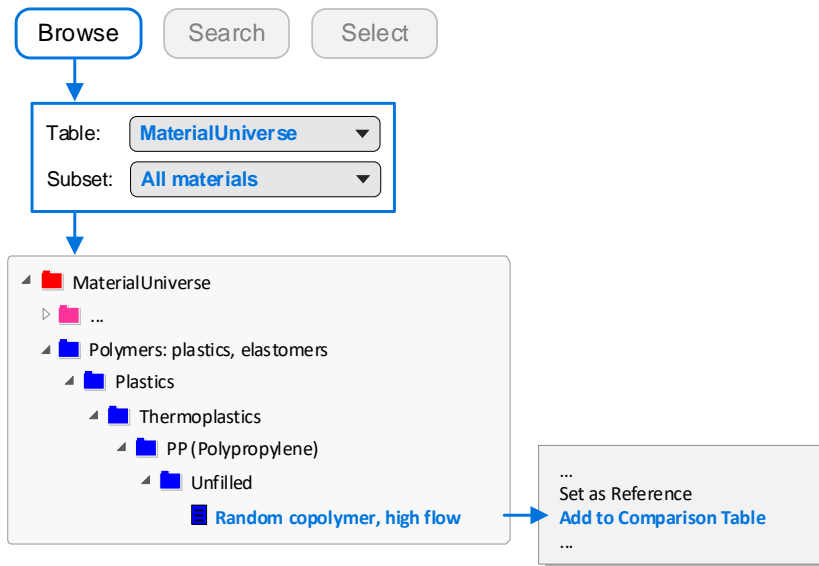 Browse Search Select
Table: MaterialUniverse
Subset: All materials
MaterialUniverse
...
Polymers: plastics, elastomers
Plastics
Thermoplastics
PP (Polypropylene)
Unfilled
Random copolymer, high flow
...
Set as Reference
Add to Comparison Table
...